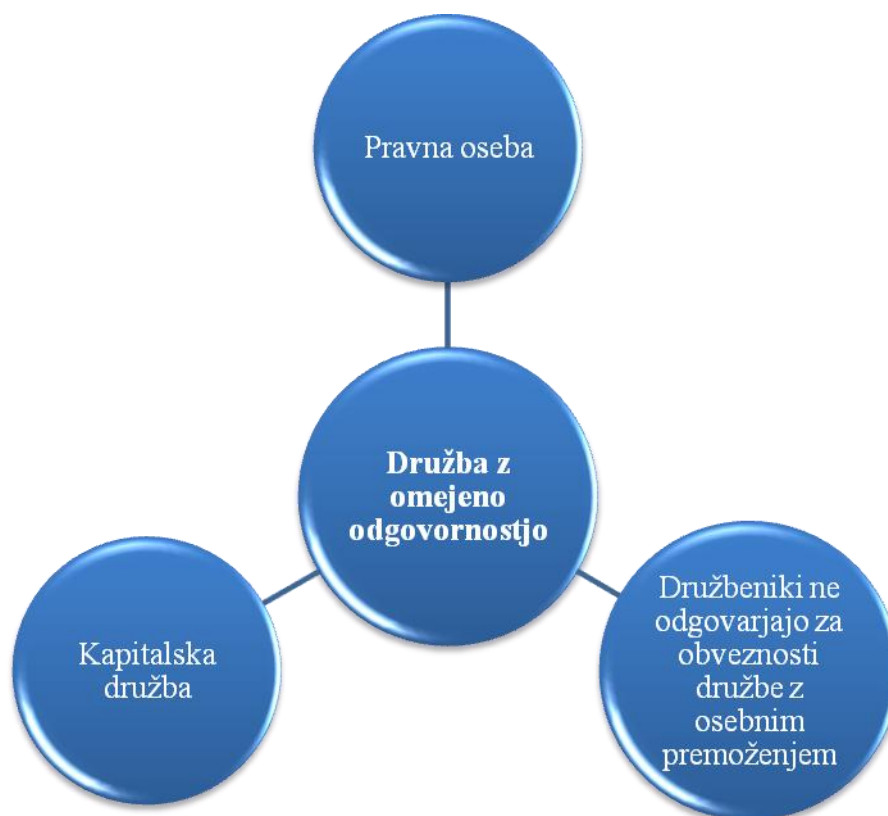 Pravna oseba
Družba z
omejeno
odgovornostjo
Kapitalska
družba
Družbeniki ne
odgovarjajo za
obveznosti
družbe z
osebnim
premoženjem